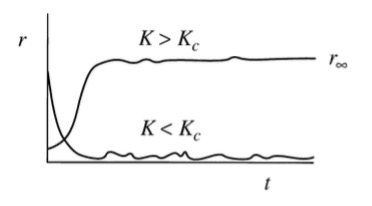 r
K > K_c
r_∞
K < K_c
t